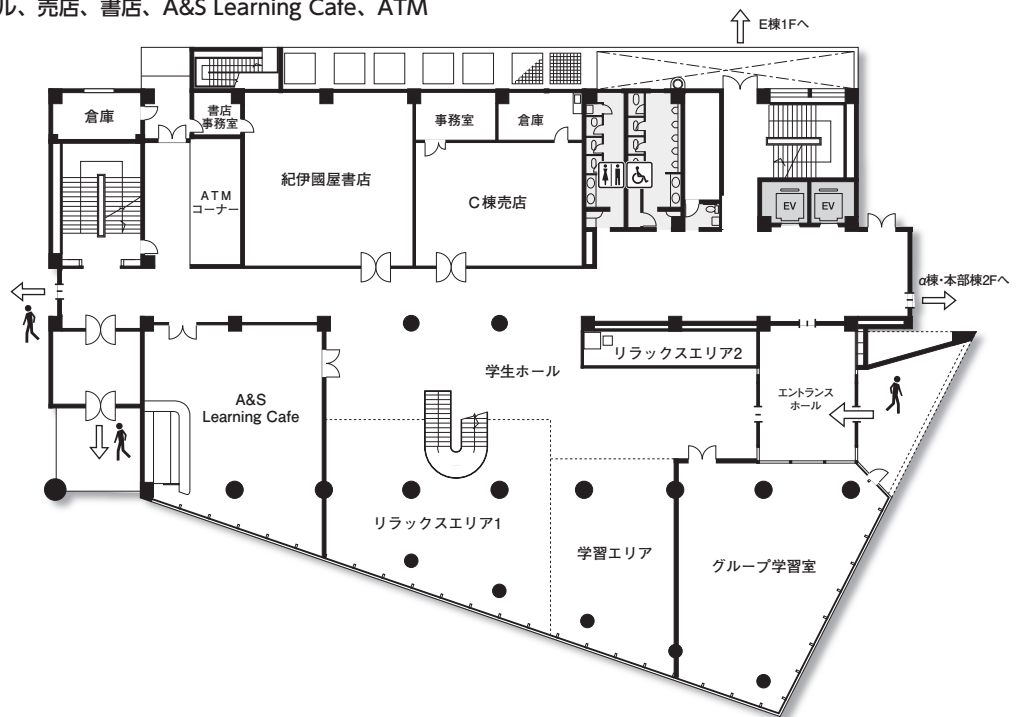 ル、売店、書店、A&S Learning Cafe、ATM
E棟1Fへ
倉庫
書店
事務室
事務室
倉庫
紀伊國屋書店
ATM
コーナー
C棟売店
EV
EV
α棟・本部棟2Fへ
リラックスエリア2
学生ホール
エントランス
ホール
A&S
Learning Cafe
リラックスエリア1
学習エリア
グループ学習室